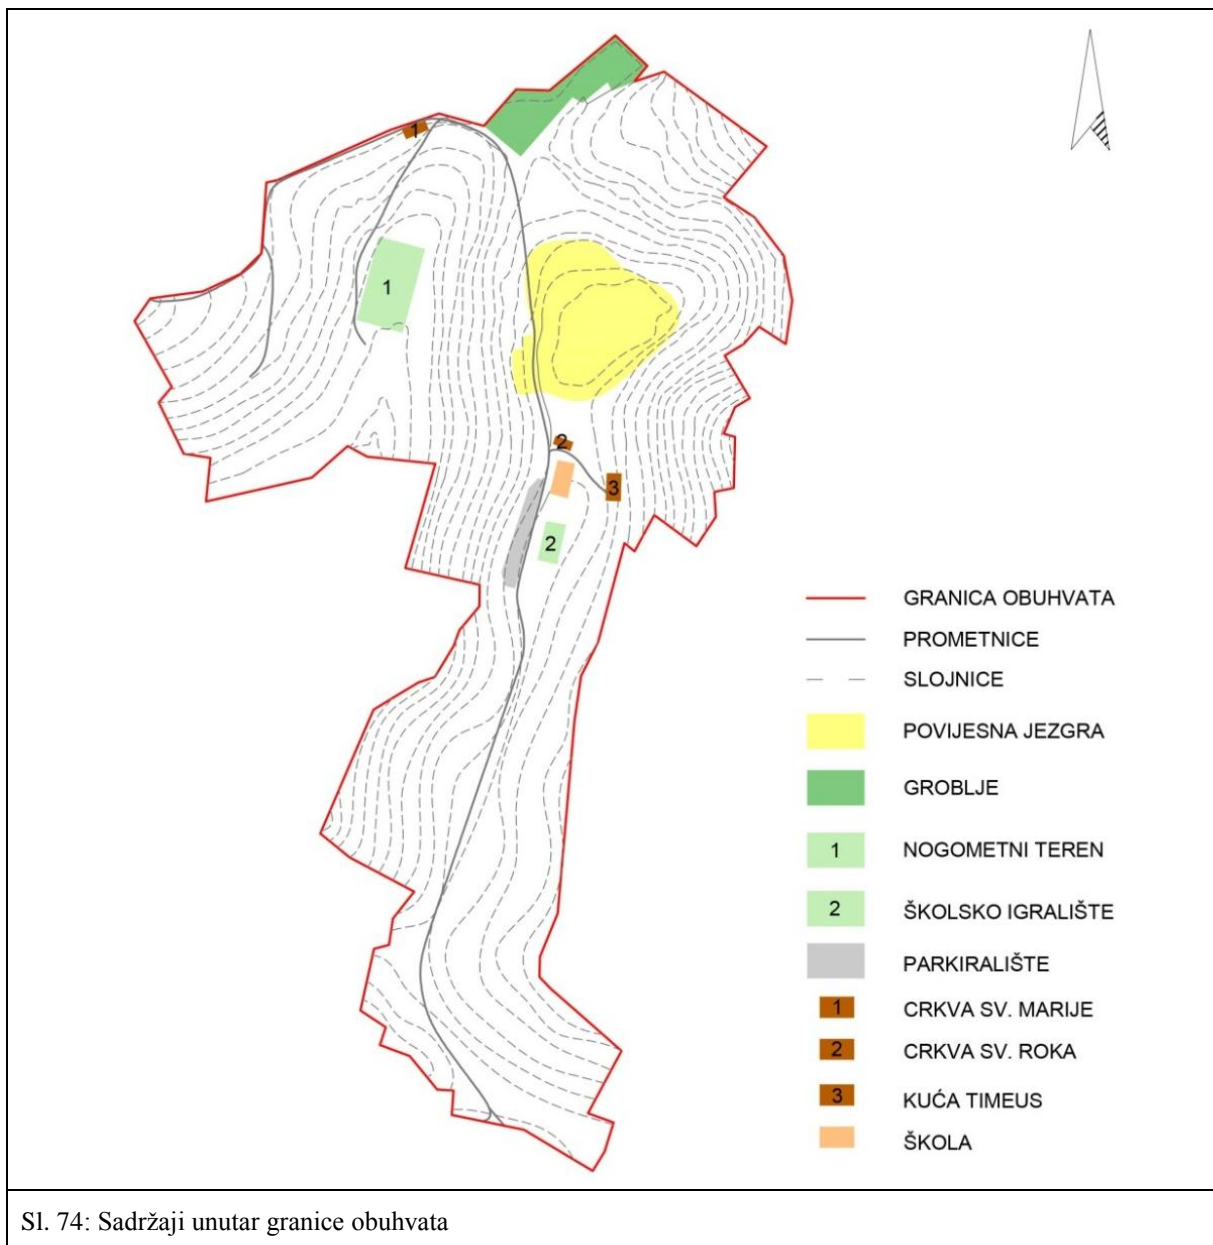 1
1
2
3
2
GRANICA OBUHVATA
PROMETNICE
SLOJNICE
POVIJESNA JEZGRA
GROBLJE
1 NOGOMETNI TEREN
2 ŠKOLSKO IGRALIŠTE
PARKIRALIŠTE
1 CRKVA SV. MARIJE
2 CRKVA SV. ROKA
3 KUĆA TIMEUS
ŠKOLA
Sl. 74: Sadržaji unutar granice obuhvata